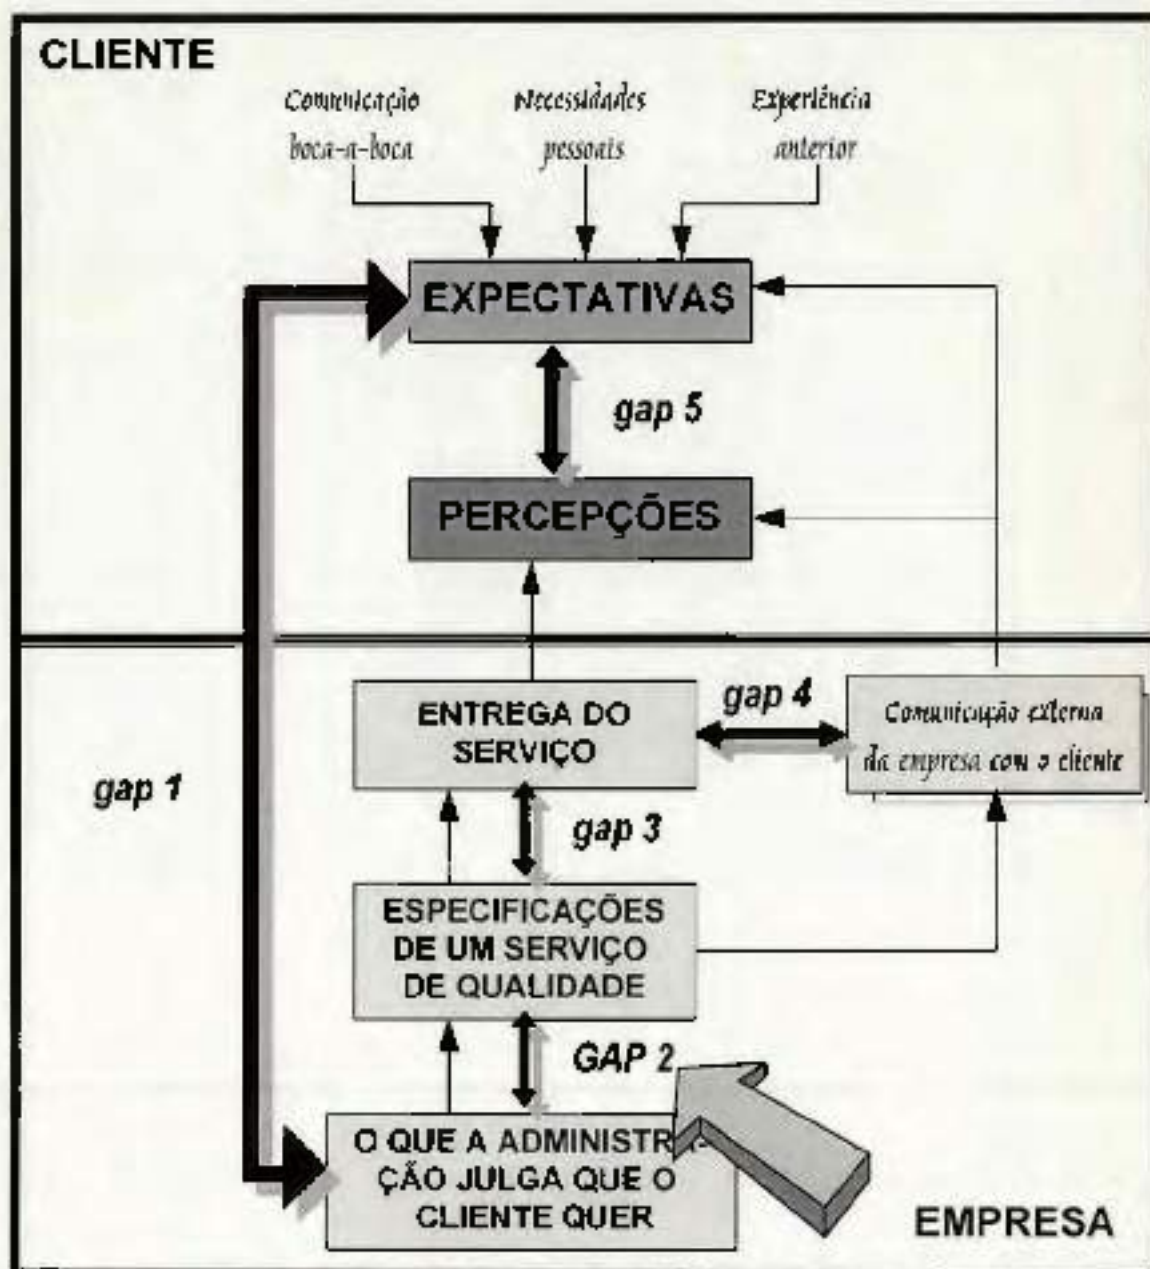 CLIENTE
Comunicação
boca-a-boca
Necessidades
pessoais
Experiência
anterior
EXPECTATIVAS
gap 5
PERCEPÇÕES
ENTREGA DO
SERVIÇO
gap 4
Comunicação externa
da empresa com o cliente
gap 1
gap 3
ESPECIFICAÇÕES
DE UM SERVIÇO
DE QUALIDADE
GAP 2
O QUE A ADMINISTRA-
ÇÃO JULGA QUE O
CLIENTE QUER
EMPRESA